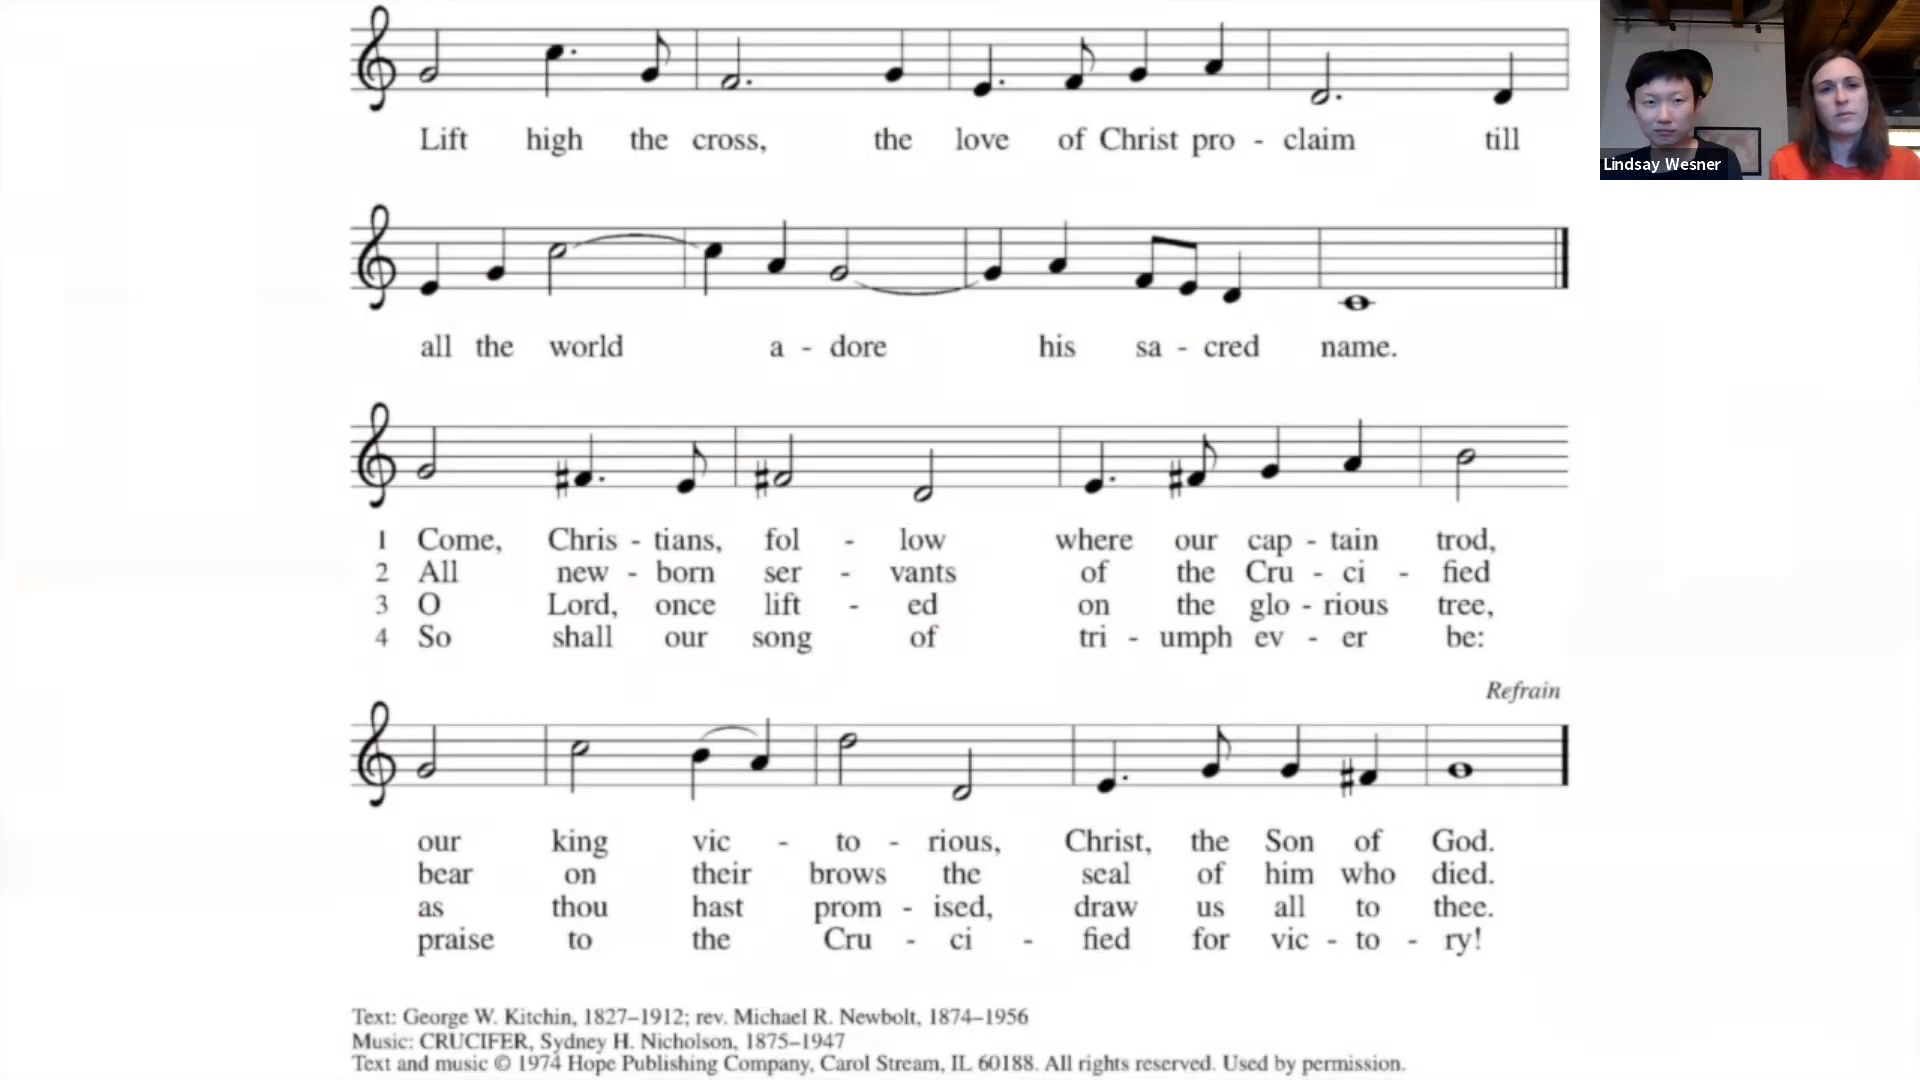 Lift high the cross, the love of Christ pro - claim till
Lindsay Wesner
all the world a - dore his sa - cred name.
1 Come, Chris - tians, fol - low where our cap - tain trod,
2 All new - born ser - vants of the Cru - ci - fied
3 O Lord, once lift - ed on the glo - rious tree,
4 So shall our song of tri - umph ev - er be:
Refrain
our king vic - to - rious, Christ, the Son of God.
bear on their brows the seal of him who died.
as thou hast prom - ised, draw us all to thee.
praise to the Cru - ci - fied for vic - to - ry!
Text: George W. Kitchin, 1827–1912; rev. Michael R. Newbolt, 1874–1956
Music: CRUCIFER, Sydney H. Nicholson, 1875–1947
Text and music © 1974 Hope Publishing Company, Carol Stream, IL 60188. All rights reserved. Used by permission.